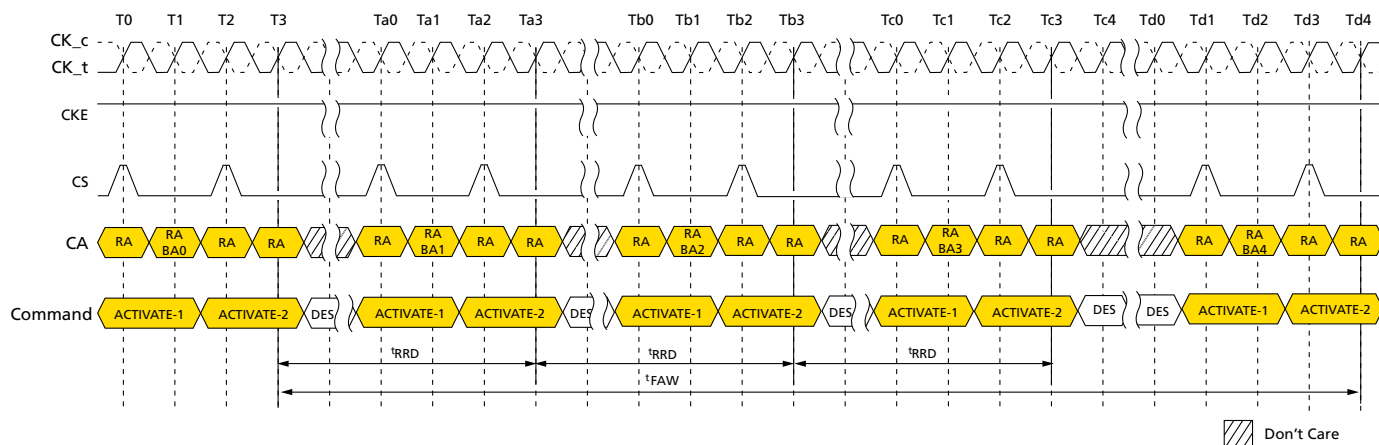 T0 T1 T2 T3 Ta0 Ta1 Ta2 Ta3 Tb0 Tb1 Tb2 Tb3 Tc0 Tc1 Tc2 Tc3 Tc4 Td0 Td1 Td2 Td3 Td4
CK_c
CK_t
CKE
CS
CA RA RA BA0 RA RA RA RA BA1 RA RA RA RA BA2 RA RA RA RA BA3 RA RA RA RA BA4 RA RA
Command ACTIVATE-1 ACTIVATE-2 DES ACTIVATE-1 ACTIVATE-2 DES ACTIVATE-1 ACTIVATE-2 DES ACTIVATE-1 ACTIVATE-2 DES DES ACTIVATE-1 ACTIVATE-2
tRRD tRRD tRRD
tFAW
Don't Care